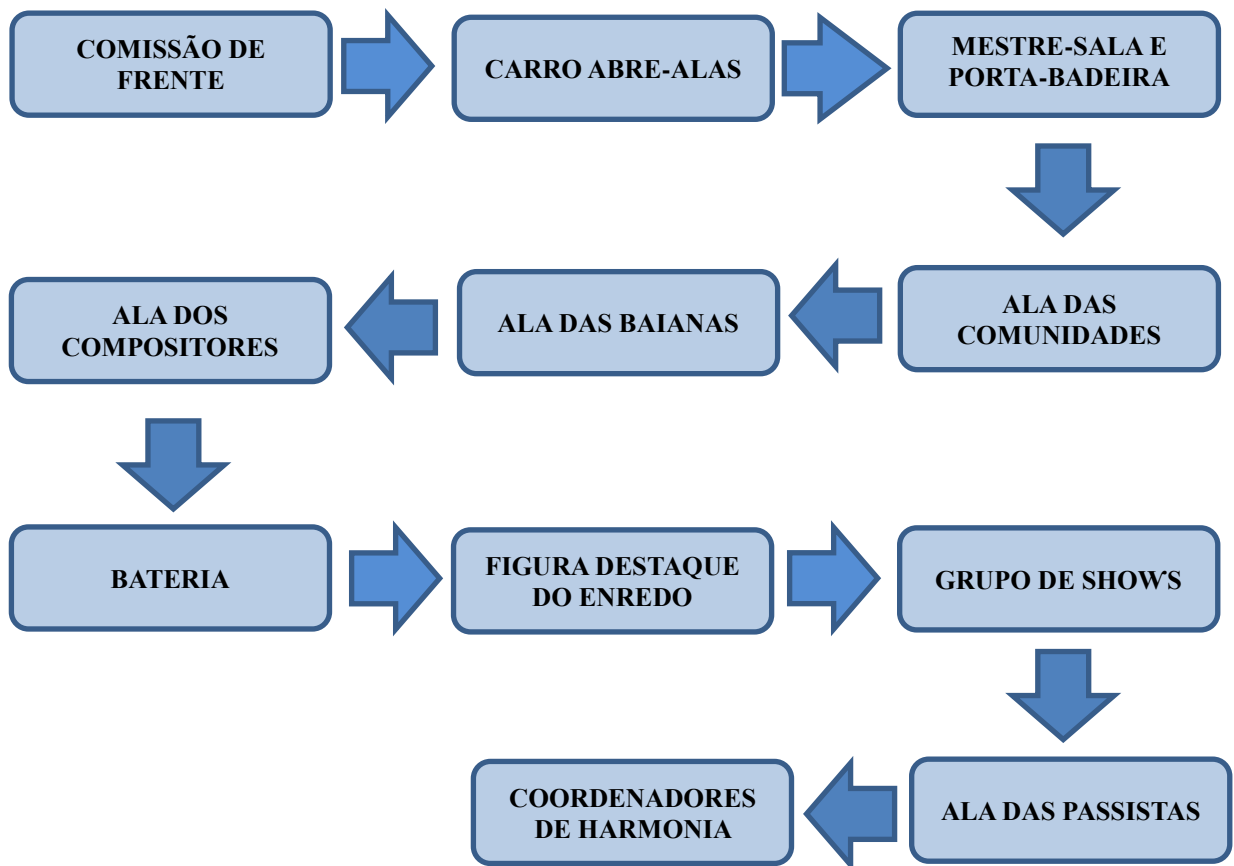 COMISSÃO DE
FRENTE
CARRO ABRE-ALAS
MESTRE-SALA E
PORTA-BADEIRA
ALA DAS
COMUNIDADES
ALA DAS BAIANAS
ALA DOS
COMPOSITORES
BATERIA
FIGURA DESTAQUE
DO ENREDO
GRUPO DE SHOWS
ALA DAS PASSISTAS
COORDENADORES
DE HARMONIA